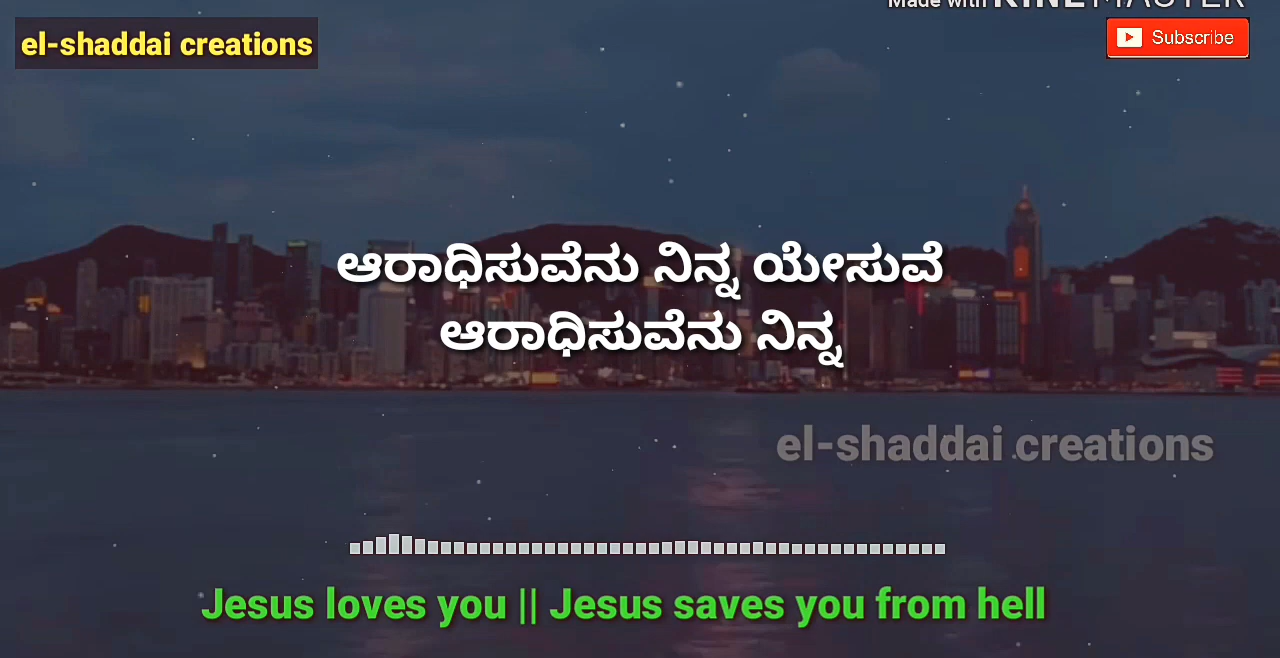 Made with KINEMASTER
el-shaddai creations
Subscribe
ಆರಾಧಿಸುವೆನು ನಿನ್ನ ಯೇಸುವೆ
ಆರಾಧಿಸುವೆನು ನಿನ್ನ
el-shaddai creations
Jesus loves you || Jesus saves you from hell